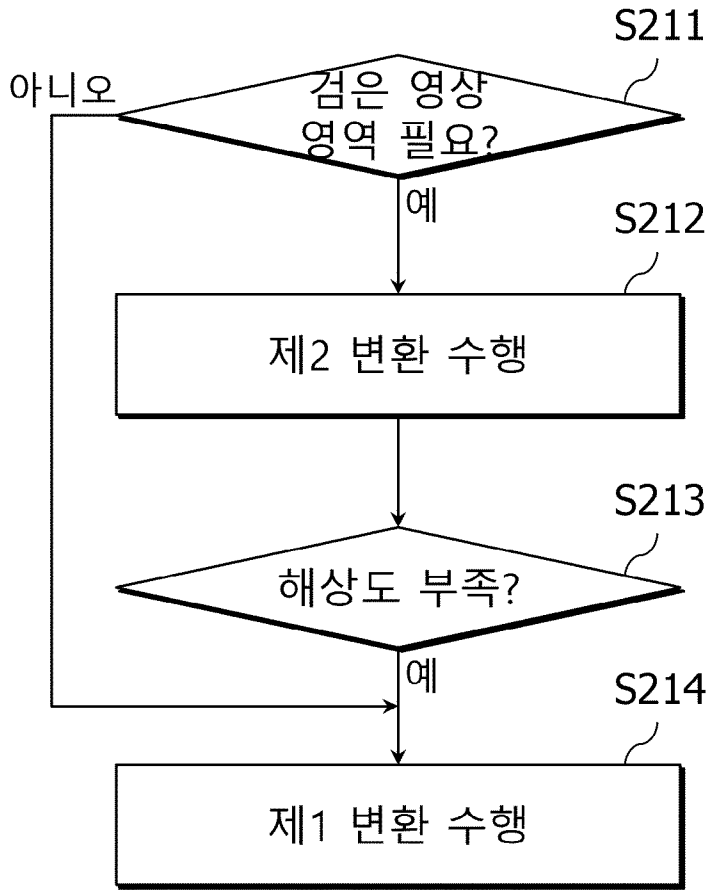 S211
아니오
검은 영상
영역 필요?
예
S212
제2 변환 수행
S213
해상도 부족?
예
S214
제1 변환 수행